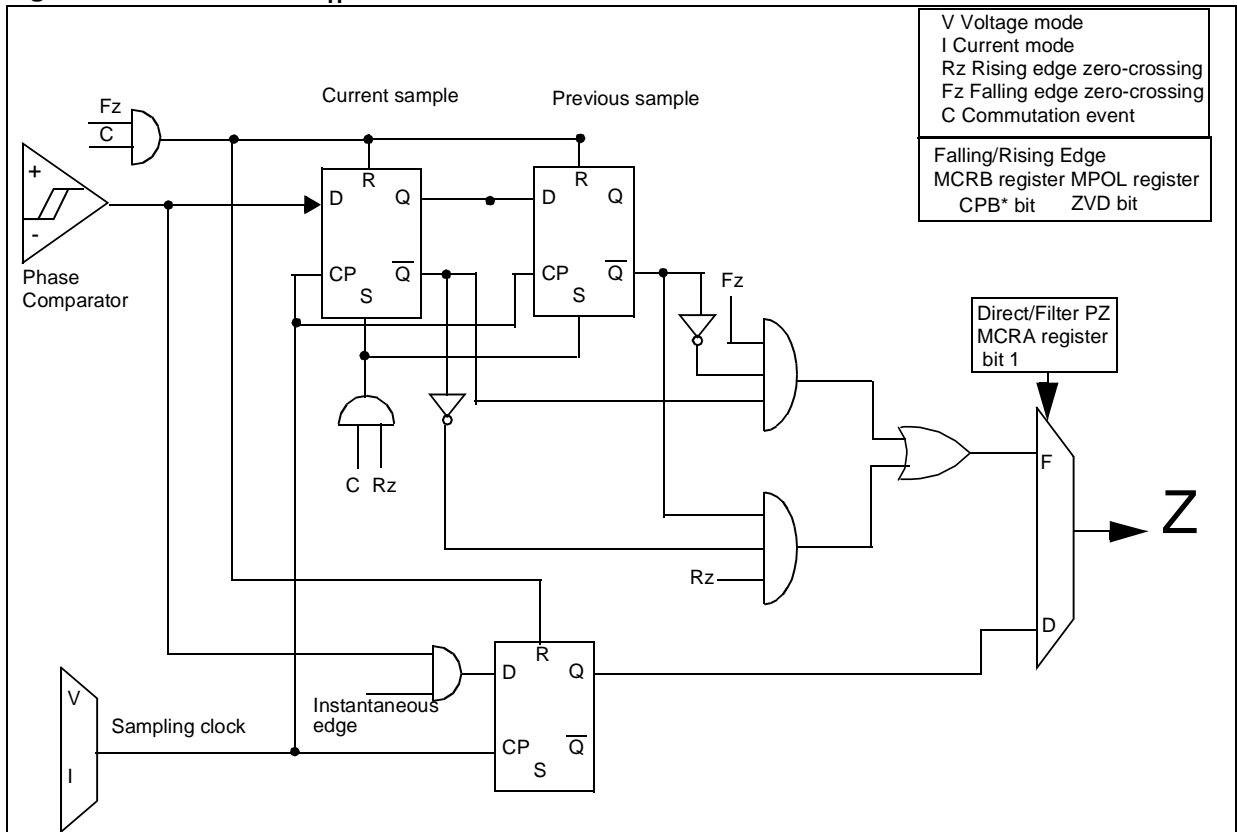 V Voltage mode
I Current mode
Rz Rising edge zero-crossing
Fz Falling edge zero-crossing
C Commutation event
Falling/Rising Edge
MCRB register MPOL register
CPB* bit ZVD bit
Current sample
Previous sample
Fz
C
R
R
D
Q
D
Q
+
-
Phase
Comparator
CP
Q
S
CP
Q
S
Fz
Direct/Filter PZ
MCRA register
bit 1
C Rz
F
Z
Rz
D
R
D
Q
Instantaneous
edge
CP
Q
S
V
Sampling clock
I